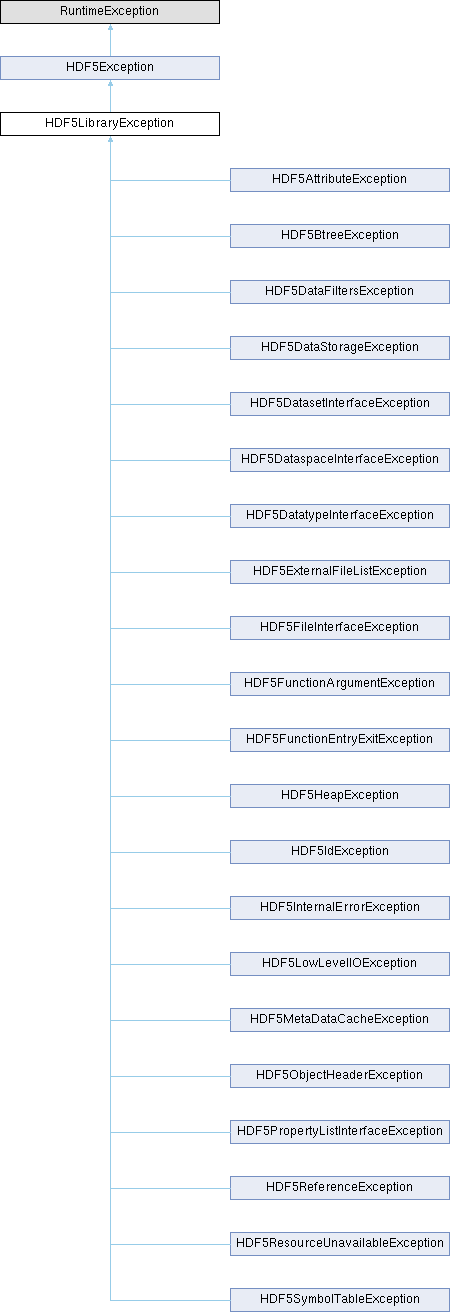 RuntimeException
HDF5Exception
HDF5LibraryException
HDF5AttributeException
HDF5BtreeException
HDF5DataFiltersException
HDF5DataStorageException
HDF5DatasetInterfaceException
HDF5DataspaceInterfaceException
HDF5DatatypeInterfaceException
HDF5ExternalFileListException
HDF5FileInterfaceException
HDF5FunctionArgumentException
HDF5FunctionEntryExitException
HDF5HeapException
HDF5IdException
HDF5InternalErrorException
HDF5LowLevelIOException
HDF5MetaDataCacheException
HDF5ObjectHeaderException
HDF5PropertyListInterfaceException
HDF5ReferenceException
HDF5ResourceUnavailableException
HDF5SymbolTableException